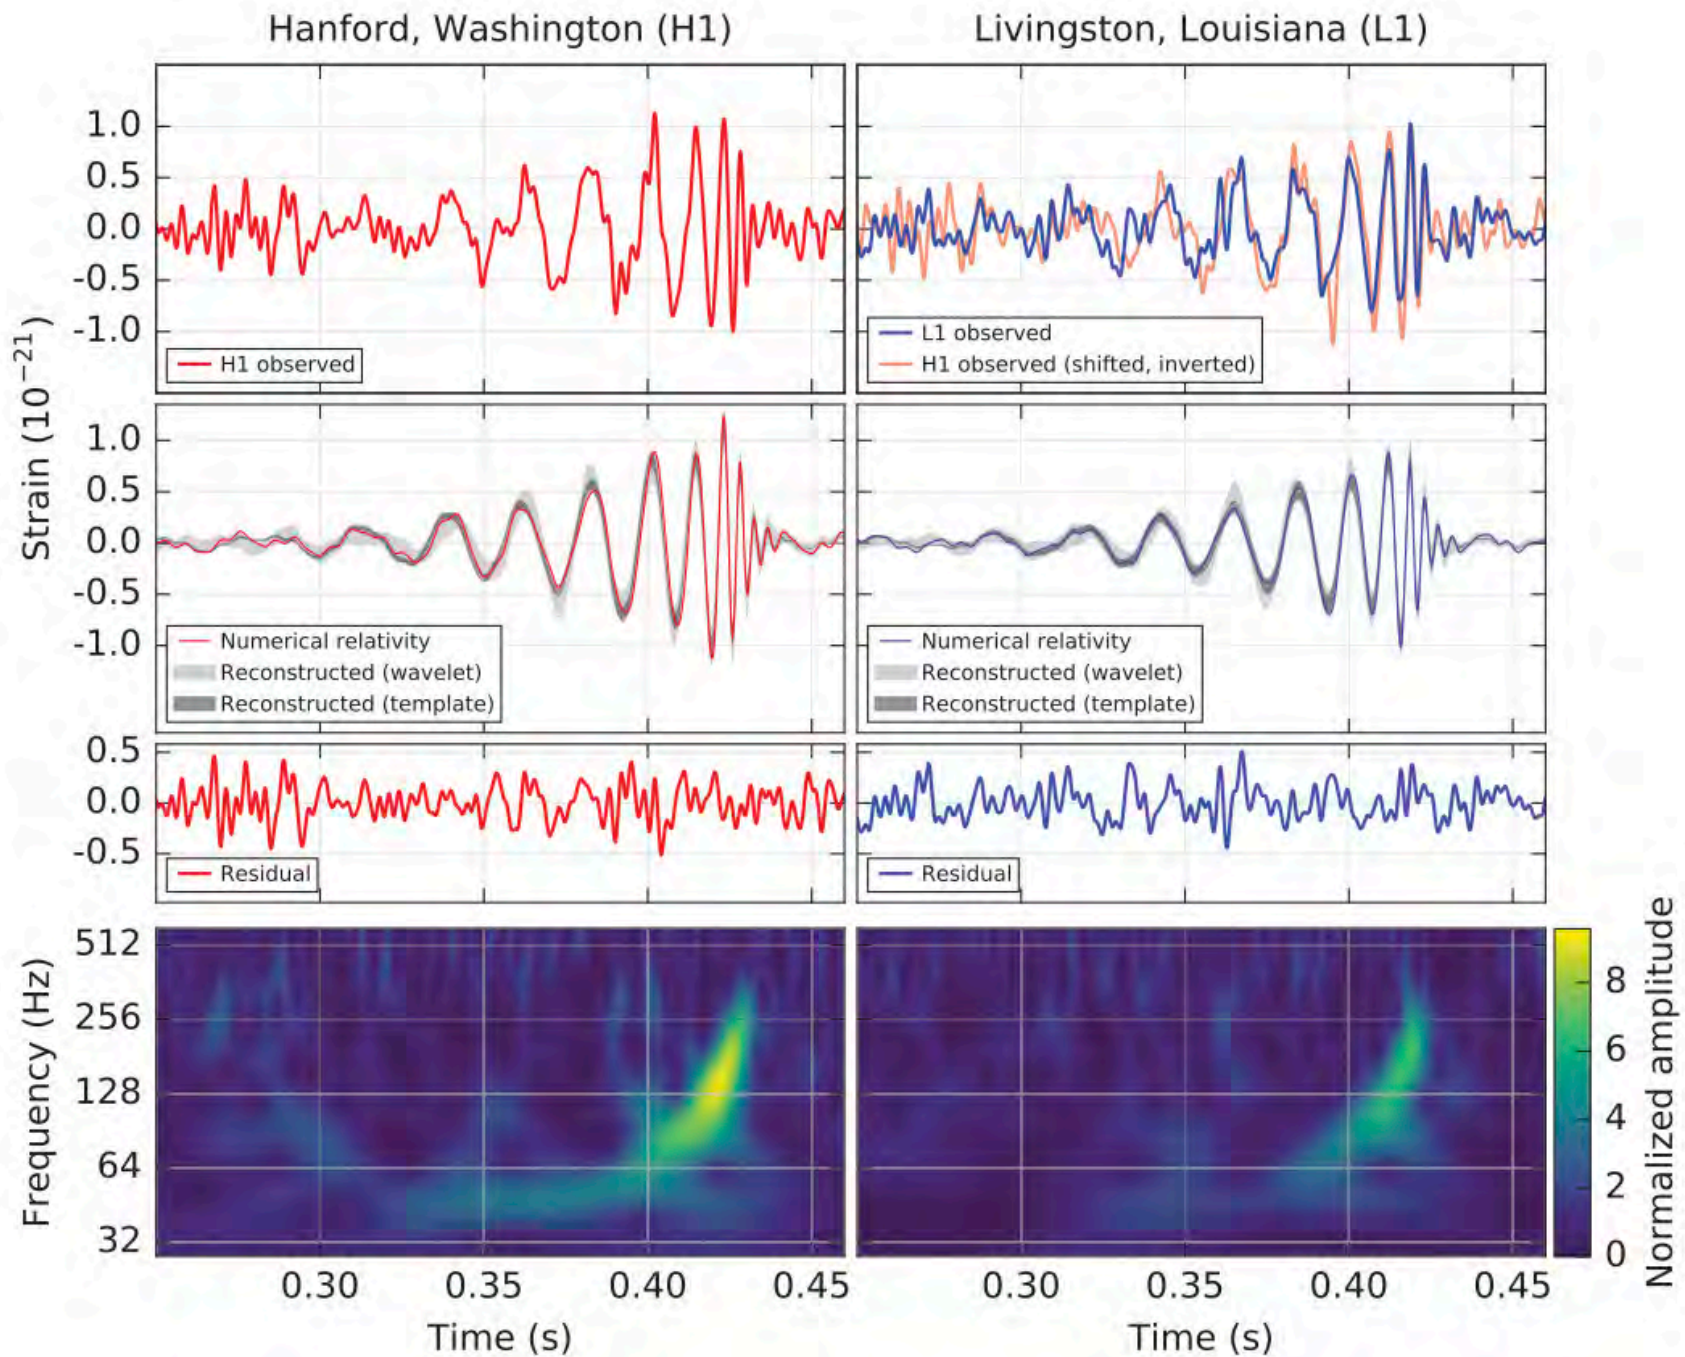 Hanford, Washington (H1)
Livingston, Louisiana (L1)
Strain (10⁻²¹)
1.0
0.5
0.0
-0.5
-1.0
H1 observed
L1 observed
H1 observed (shifted, inverted)
1.0
0.5
0.0
-0.5
-1.0
Numerical relativity
Reconstructed (wavelet)
Reconstructed (template)
Numerical relativity
Reconstructed (wavelet)
Reconstructed (template)
0.5
0.0
-0.5
Residual
Residual
Frequency (Hz)
512
256
128
64
32
Normalized amplitude
8
6
4
2
0
0.30 0.35 0.40 0.45
0.30 0.35 0.40 0.45
Time (s)
Time (s)